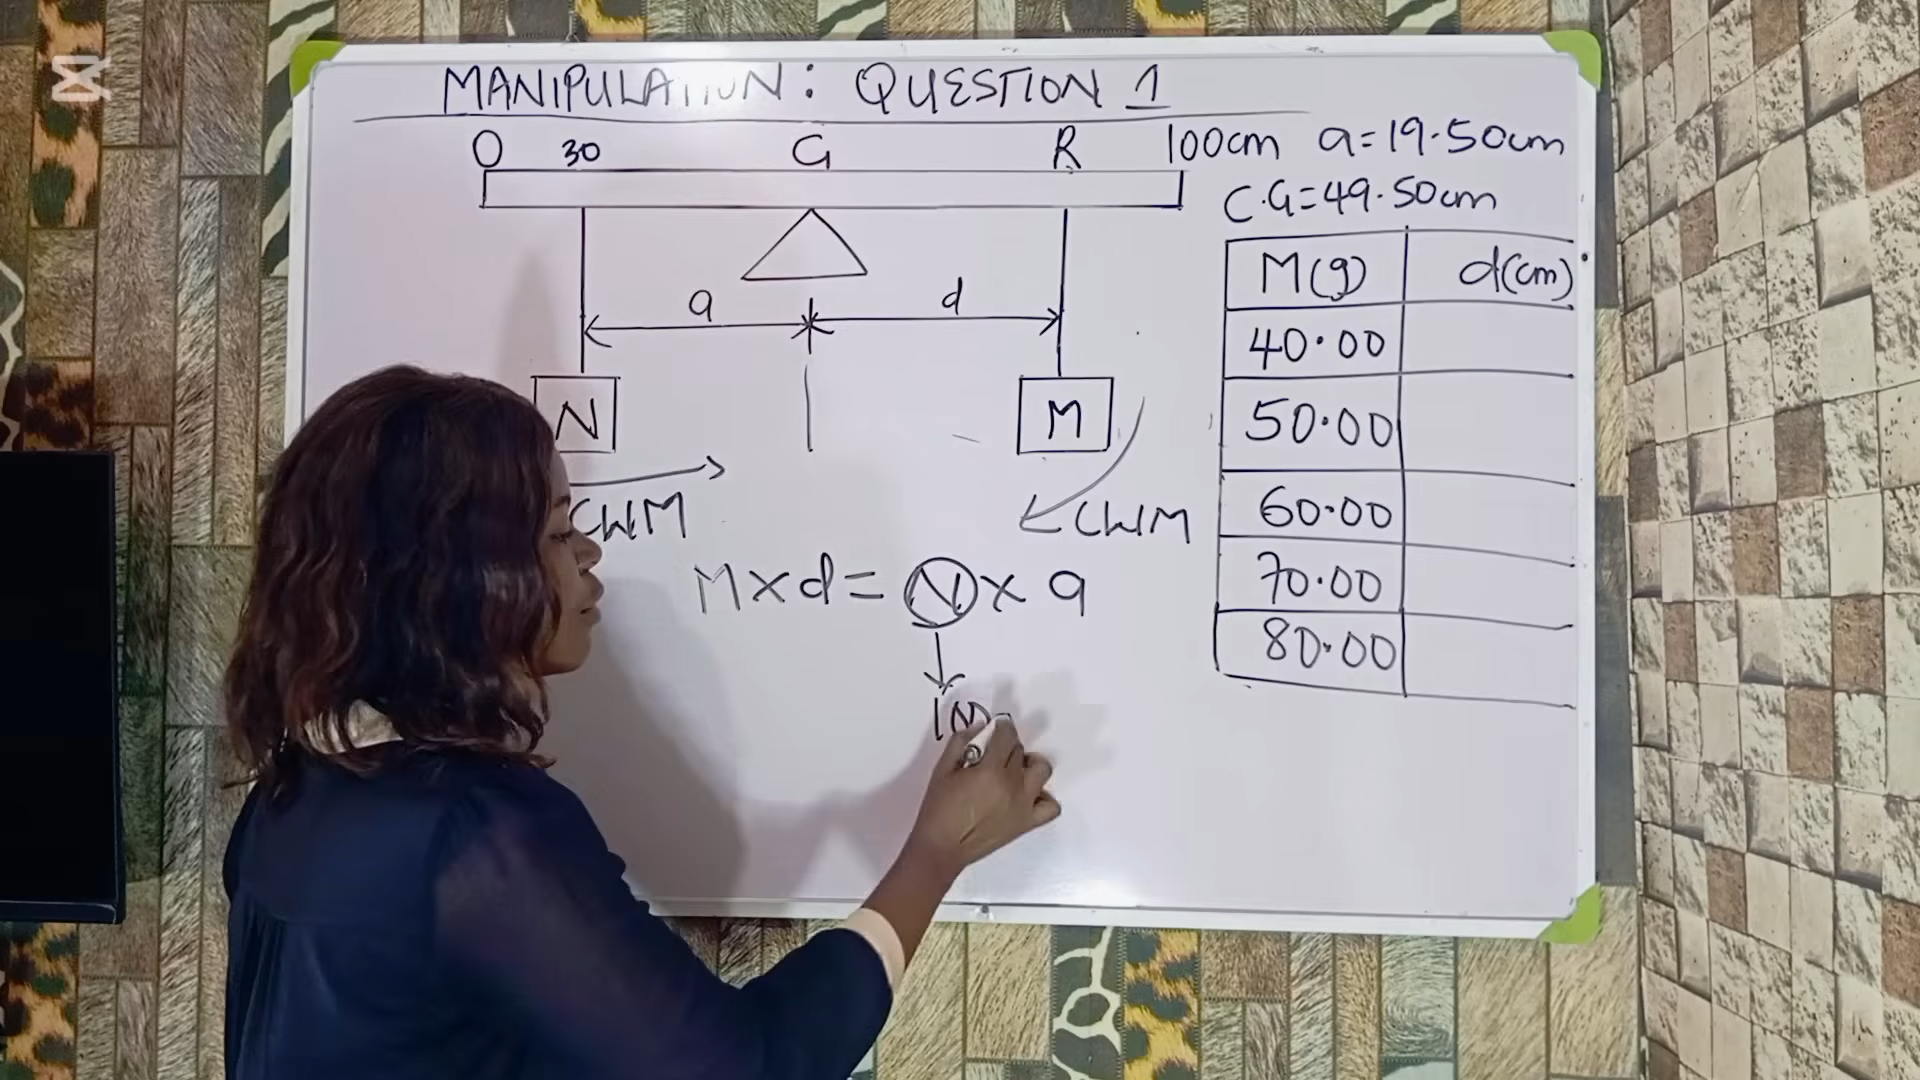 MANIPULATION: QUESTION 1
O 30 G R 100cm a=19.50cm
C.G=49.50cm
M(g) d(cm)
a d
40.00
N M
50.00
CWM CWM
60.00
M x d = N x a
70.00
80.00